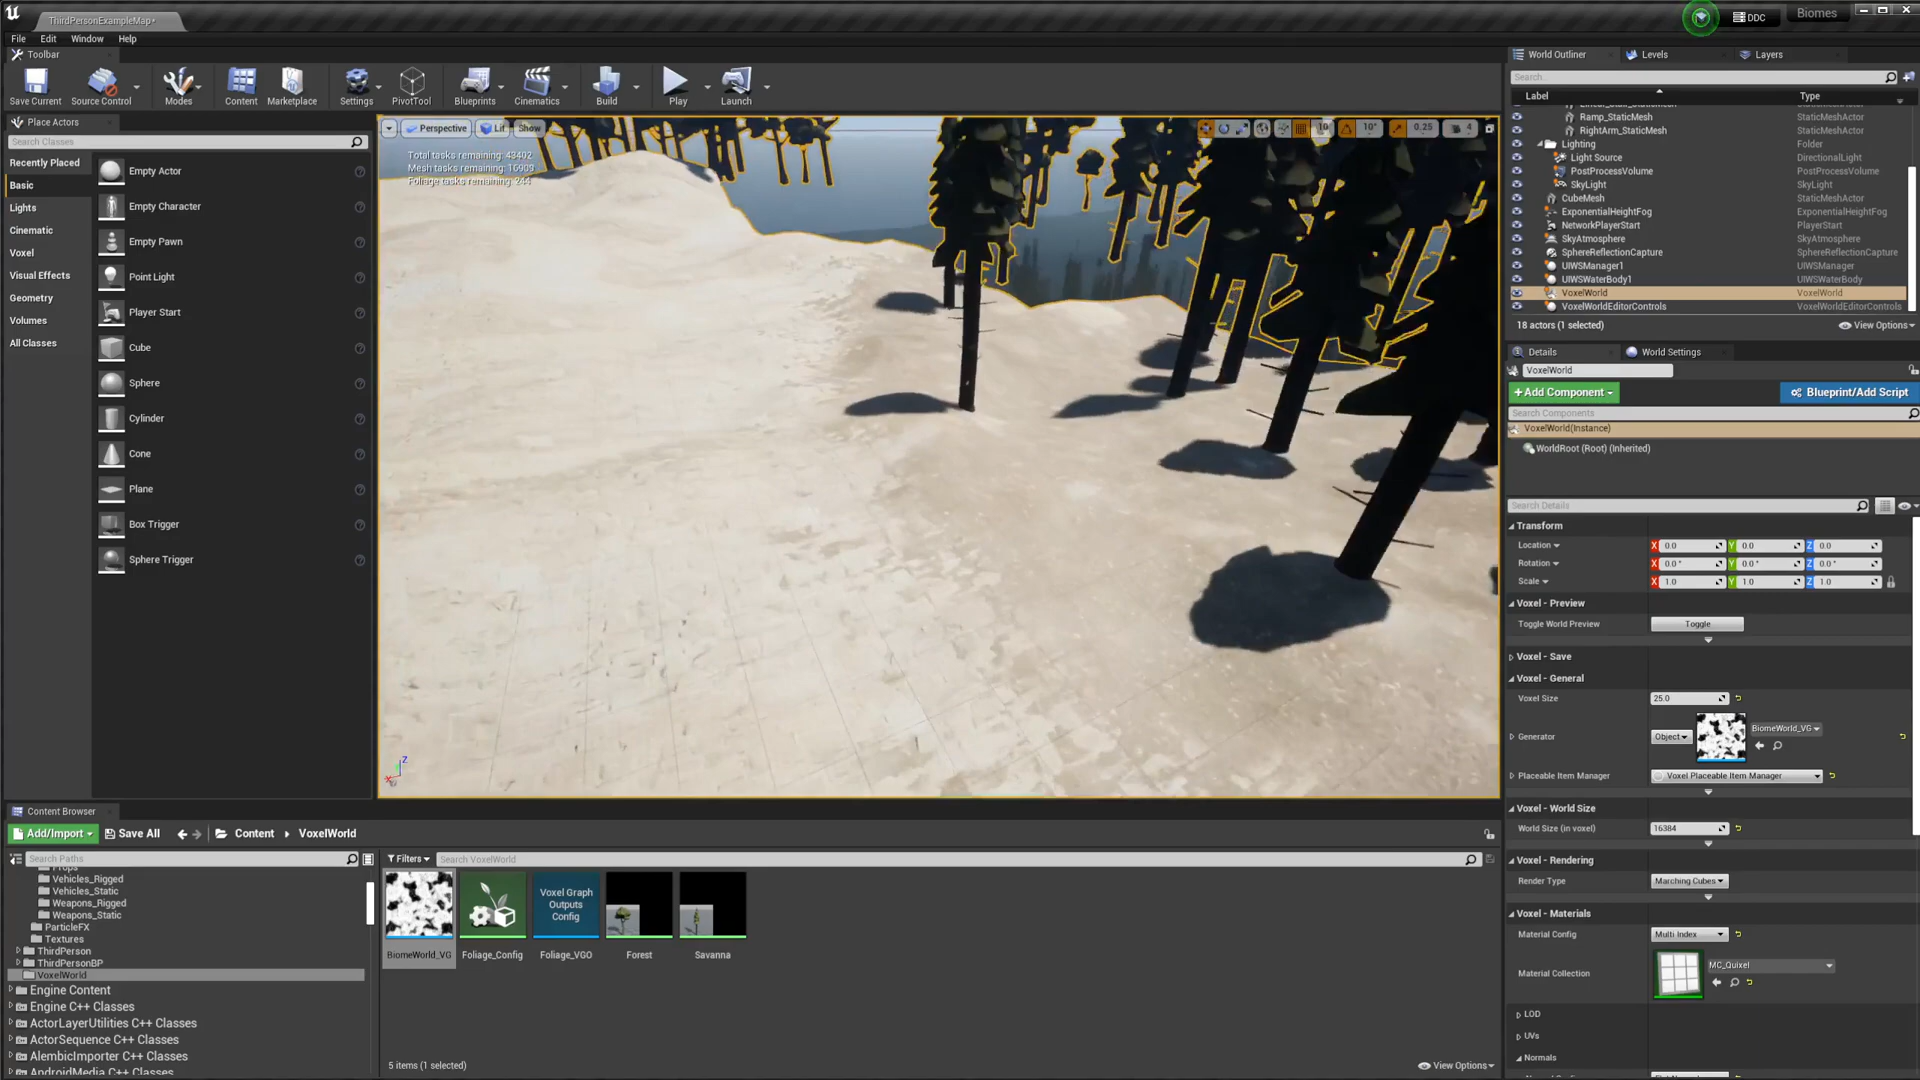 ThirdPersonExampleMap*
DDC
Biomes
File Edit Window Help
Toolbar
Save Current
Source Control
Modes
Content
Marketplace
Settings
PivotTool
Blueprints
Cinematics
Build
Play
Launch
Place Actors
Search Classes
Recently Placed
Basic
Lights
Cinematic
Voxel
Visual Effects
Geometry
Volumes
All Classes
Empty Actor
Empty Character
Empty Pawn
Point Light
Player Start
Cube
Sphere
Cylinder
Cone
Plane
Box Trigger
Sphere Trigger
Perspective
Lit
Show
10
10°
0.25
4
Total tasks remaining: 43402
Mesh tasks remaining: 16909
Foliage tasks remaining: 244
Z
X
World Outliner
Levels
Layers
Search...
Label Type
Linear_Stair_StaticMesh StaticMeshActor
Ramp_StaticMesh StaticMeshActor
RightArm_StaticMesh StaticMeshActor
Lighting Folder
Light Source DirectionalLight
PostProcessVolume PostProcessVolume
SkyLight SkyLight
CubeMesh StaticMeshActor
ExponentialHeightFog ExponentialHeightFog
NetworkPlayerStart PlayerStart
SkyAtmosphere SkyAtmosphere
SphereReflectionCapture SphereReflectionCapture
UIWSManager1 UIWSManager
UIWSWaterBody1 UIWSWaterBody
VoxelWorld VoxelWorld
VoxelWorldEditorControls VoxelWorldEditorControls
18 actors (1 selected)
View Options
Details
World Settings
VoxelWorld
+Add Component
Blueprint/Add Script
Search Components
VoxelWorld(Instance)
WorldRoot (Root) (Inherited)
Search Details
Transform
Location X 0.0 Y 0.0 Z 0.0
Rotation X 0.0° Y 0.0° Z 0.0°
Scale X 1.0 Y 1.0 Z 1.0
Voxel - Preview
Toggle World Preview Toggle
Voxel - Save
Voxel - General
Voxel Size 25.0
Generator Object BiomeWorld_VG
Placeable Item Manager Voxel Placeable Item Manager
Voxel - World Size
World Size (in voxel) 16384
Voxel - Rendering
Render Type Marching Cubes
Voxel - Materials
Material Config Multi Index
Material Collection MC_Quixel
LOD
UVs
Normals
Content Browser
Add/Import
Save All
Content
VoxelWorld
Search Paths
Props
Vehicles_Rigged
Vehicles_Static
Weapons_Rigged
Weapons_Static
ParticleFX
Textures
ThirdPerson
ThirdPersonBP
VoxelWorld
Engine Content
Engine C++ Classes
ActorLayerUtilities C++ Classes
ActorSequence C++ Classes
AlembicImporter C++ Classes
AndroidMedia C++ Classes
Filters
Search VoxelWorld
Voxel Graph
Outputs
Config
BiomeWorld_VG
Foliage_Config
Foliage_VGO
Forest
Savanna
5 items (1 selected)
View Options